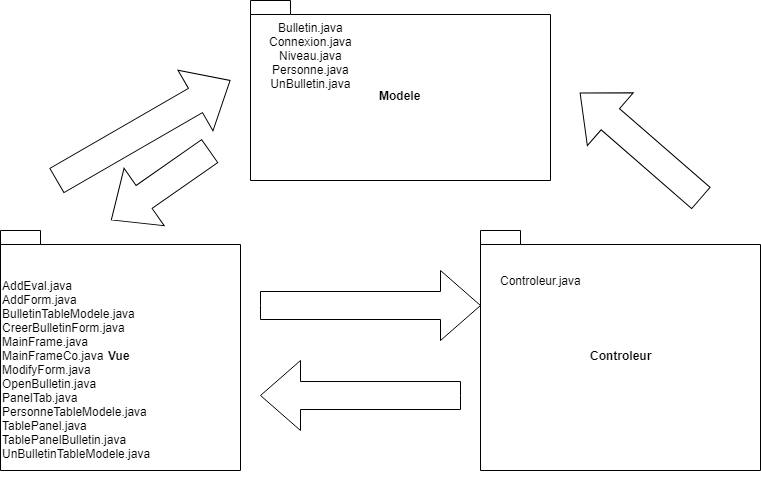 Bulletin.java
Connexion.java
Niveau.java
Personne.java
UnBulletin.java
Modele
AddEval.java
AddForm.java
BulletinTableModele.java
CreerBulletinForm.java
MainFrame.java
MainFrameCo.java Vue
ModifyForm.java
OpenBulletin.java
PanelTab.java
PersonneTableModele.java
TablePanel.java
TablePanelBulletin.java
UnBulletinTableModele.java
Controleur.java
Controleur